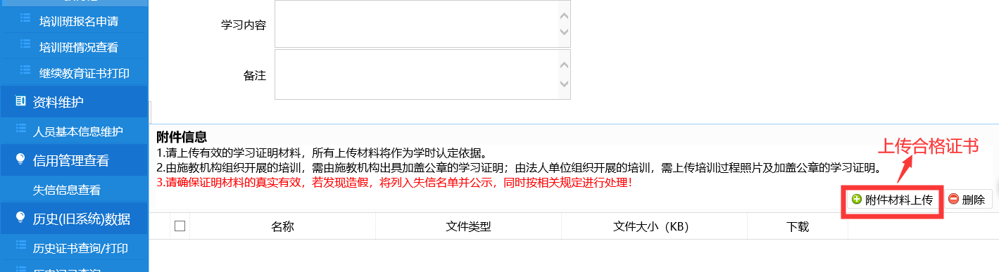 培训班报名申请
培训班情况查看
继续教育证书打印
资料维护
人员基本信息维护
信用管理查看
失信信息查看
历史(旧系统)数据
历史证书查询/打印
学习内容
备注
附件信息
1.请上传有效的学习证明材料，所有上传材料将作为学时认定依据。
2.由施教机构组织开展的培训，需由施教机构出具加盖公章的学习证明；由法人单位组织开展的培训，需上传培训过程照片及加盖公章的学习证明。
3.请确保证明材料的真实有效，若发现造假，将列入失信名单并公示，同时按相关规定进行处理！
上传合格证书
附件材料上传 删除
名称 文件类型 文件大小（KB） 下载